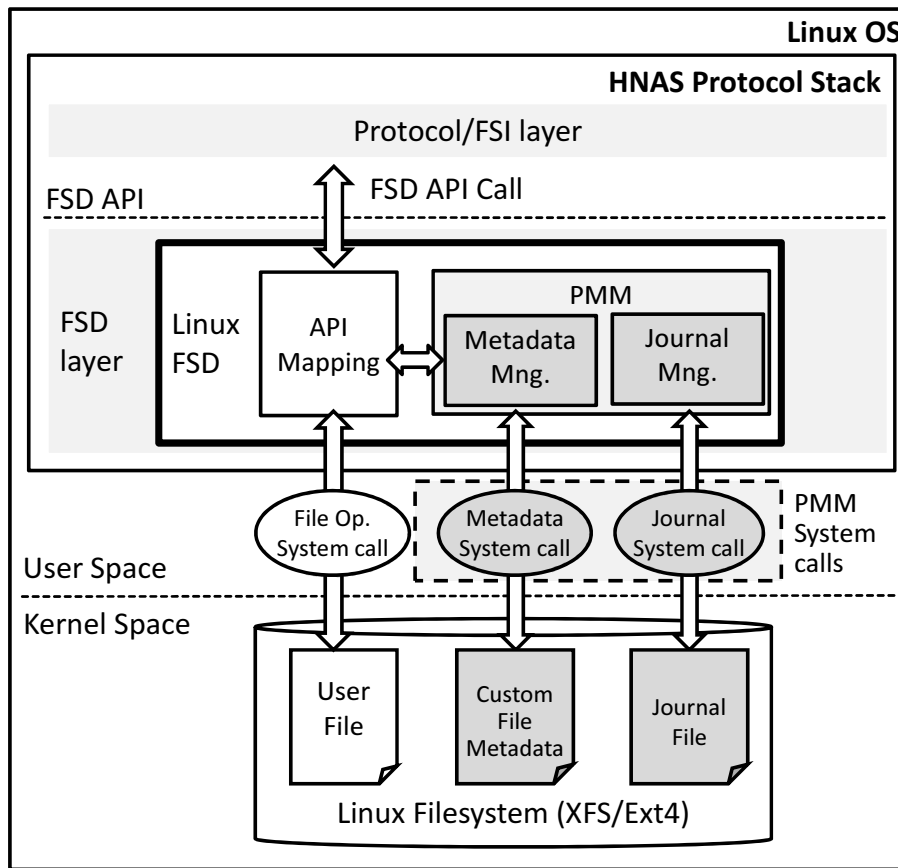 Linux OS
HNAS Protocol Stack
Protocol/FSI layer
FSD API
FSD API Call
FSD
layer
Linux
FSD
API
Mapping
PMM
Metadada
Mng.
Journal
Mng.
File Op.
System call
Metadata
System call
Journal
System call
PMM
System
calls
User Space
Kernel Space
User
File
Custom
File
Metadata
Journal
File
Linux Filesystem (XFS/Ext4)